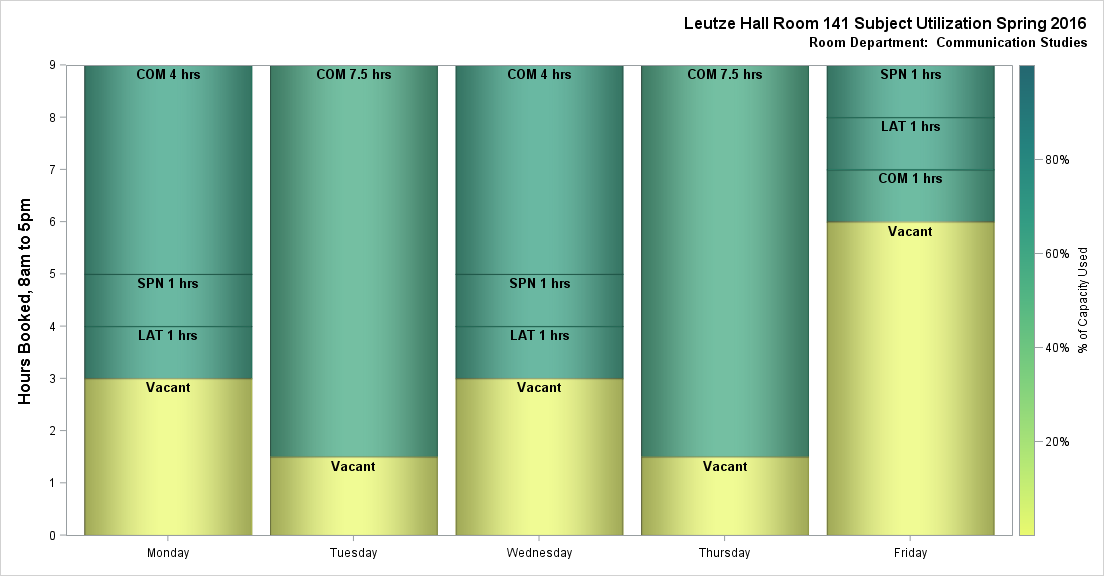 Leutze Hall Room 141 Subject Utilization Spring 2016
Room Department:  Communication Studies
Hours Booked, 8am to 5pm
9
8
7
6
5
4
3
2
1
0
COM 4 hrs
SPN 1 hrs
LAT 1 hrs
Vacant
COM 7.5 hrs
Vacant
COM 4 hrs
SPN 1 hrs
LAT 1 hrs
Vacant
COM 7.5 hrs
Vacant
SPN 1 hrs
LAT 1 hrs
COM 1 hrs
Vacant
Monday
Tuesday
Wednesday
Thursday
Friday
80%
60%
40%
20%
% of Capacity Used